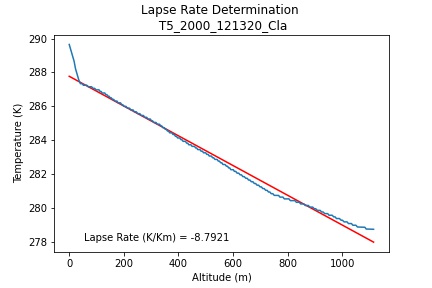 Lapse Rate Determination
T5_2000_121320_Cla
290
288
286
284
282
280
278
Temperature (K)
Lapse Rate (K/Km) = -8.7921
0 200 400 600 800 1000
Altitude (m)